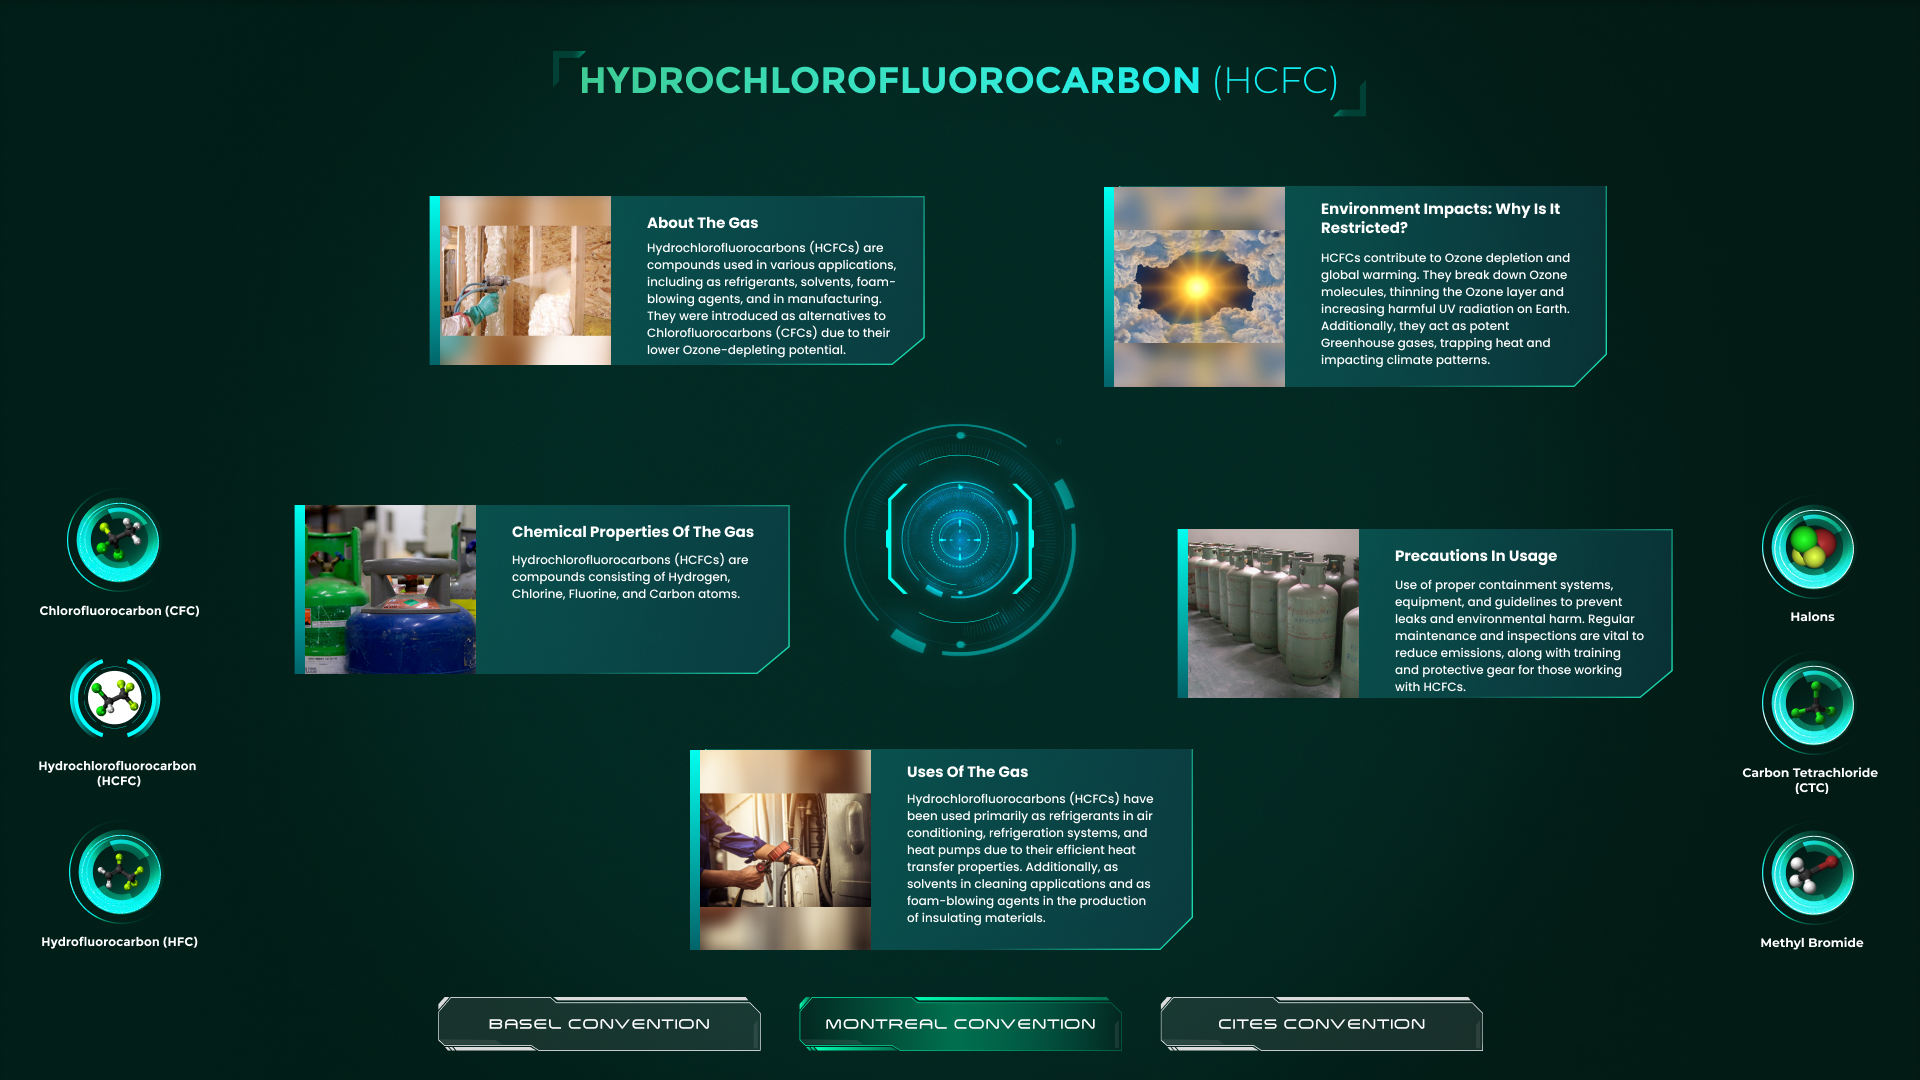 HYDROCHLOROFLUOROCARBON (HCFC)
About The Gas
Hydrochlorofluorocarbons (HCFCs) are
compounds used in various applications,
including as refrigerants, solvents, foam-
blowing agents, and in manufacturing.
They were introduced as alternatives to
Chlorofluorocarbons (CFCs) due to their
lower Ozone-depleting potential.
Environment Impacts: Why Is It
Restricted?
HCFCs contribute to Ozone depletion and
global warming. They break down Ozone
molecules, thinning the Ozone layer and
increasing harmful UV radiation on Earth.
Additionally, they act as potent
Greenhouse gases, trapping heat and
impacting climate patterns.
Chemical Properties Of The Gas
Hydrochlorofluorocarbons (HCFCs) are
compounds consisting of Hydrogen,
Chlorine, Fluorine, and Carbon atoms.
Precautions In Usage
Use of proper containment systems,
equipment, and guidelines to prevent
leaks and environmental harm. Regular
maintenance and inspections are vital to
reduce emissions, along with training
and protective gear for those working
with HCFCs.
Uses Of The Gas
Hydrochlorofluorocarbons (HCFCs) have
been used primarily as refrigerants in air
conditioning, refrigeration systems, and
heat pumps due to their efficient heat
transfer properties. Additionally, as
solvents in cleaning applications and as
foam-blowing agents in the production
of insulating materials.
Chlorofluorocarbon (CFC)
Hydrochlorofluorocarbon
(HCFC)
Hydrofluorocarbon (HFC)
Halons
Carbon Tetrachloride
(CTC)
Methyl Bromide
BASEL CONVENTION
MONTREAL CONVENTION
CITES CONVENTION